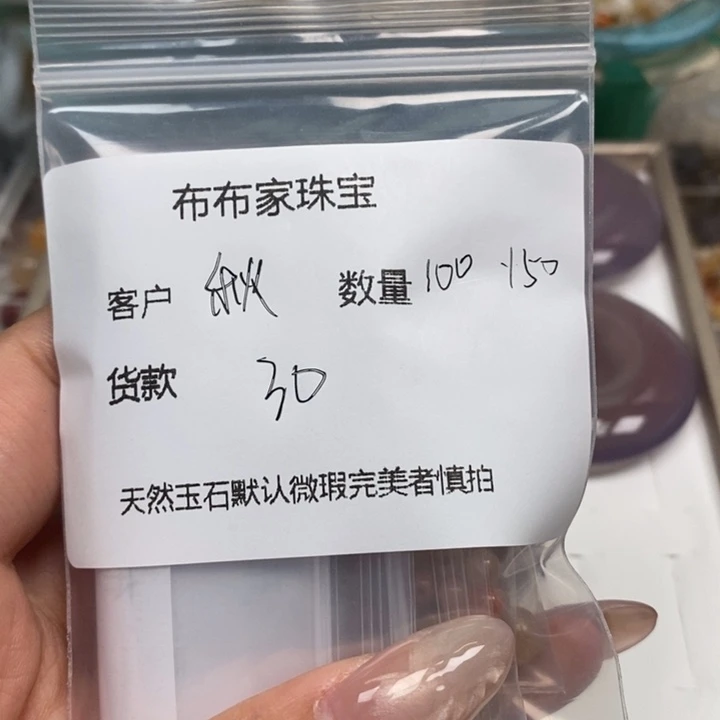 布布家珠宝
客户 数量 100 150
货款 30
天然玉石默认微瑕完美者慎拍